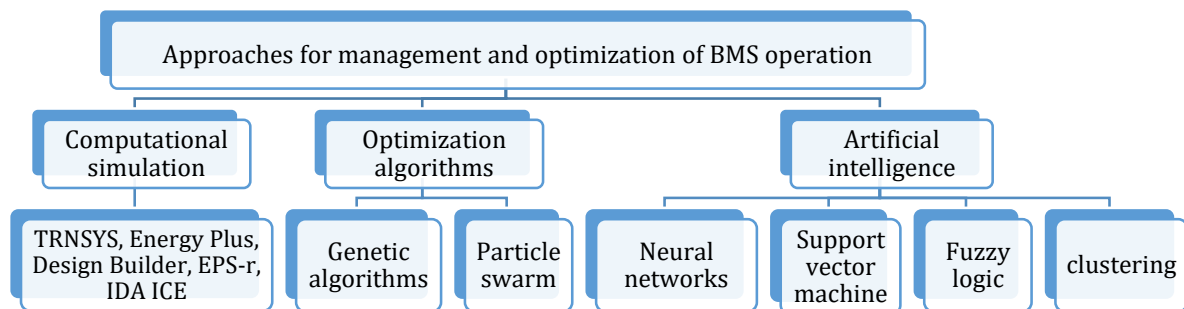 Approaches for management and optimization of BMS operation
Computational
simulation
Optimization
algorithms
Artificial
intelligence
TRNSYS, Energy Plus,
Design Builder, EPS-r,
IDA ICE
Genetic
algorithms
Particle
swarm
Neural
networks
Support
vector
machine
Fuzzy
logic
clustering